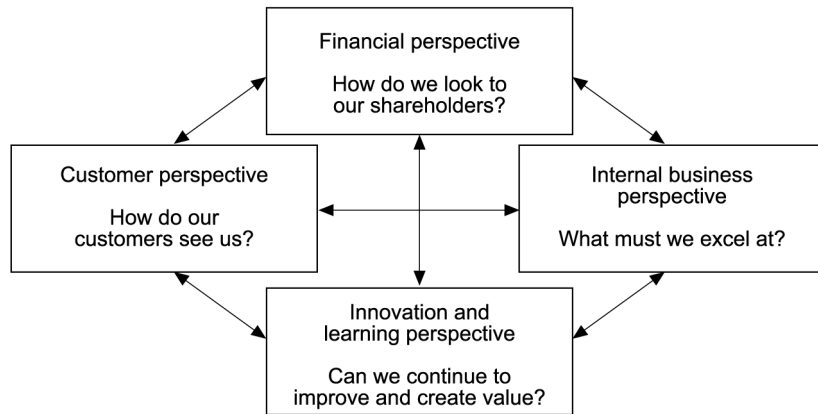 Financial perspective
How do we look to
our shareholders?
Customer perspective
How do our
customers see us?
Internal business
perspective
What must we excel at?
Innovation and
learning perspective
Can we continue to
improve and create value?